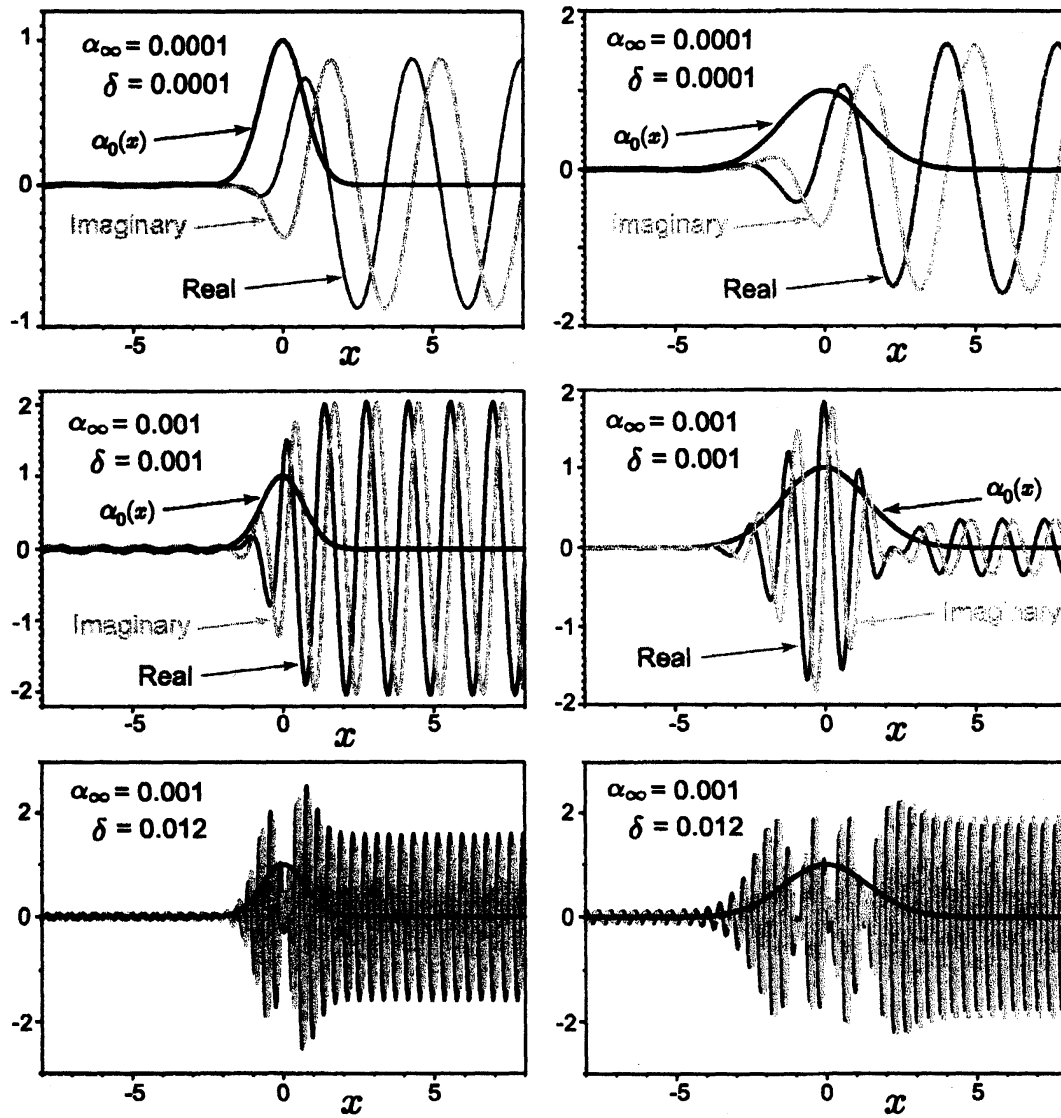 α∞ = 0.0001
δ = 0.0001
α₀(x)
Imaginary
Real
1
0
-1
-5
0
5
x
α∞ = 0.0001
δ = 0.0001
α₀(x)
Imaginary
Real
2
0
-2
-5
0
5
x
α∞ = 0.001
δ = 0.001
α₀(x)
Imaginary
Real
2
1
0
-1
-2
-5
0
5
x
α∞ = 0.001
δ = 0.001
α₀(x)
Imaginary
Real
2
1
0
-1
-2
-5
0
5
x
α∞ = 0.001
δ = 0.012
2
0
-2
-5
0
5
x
α∞ = 0.001
δ = 0.012
2
0
-2
-5
0
5
x